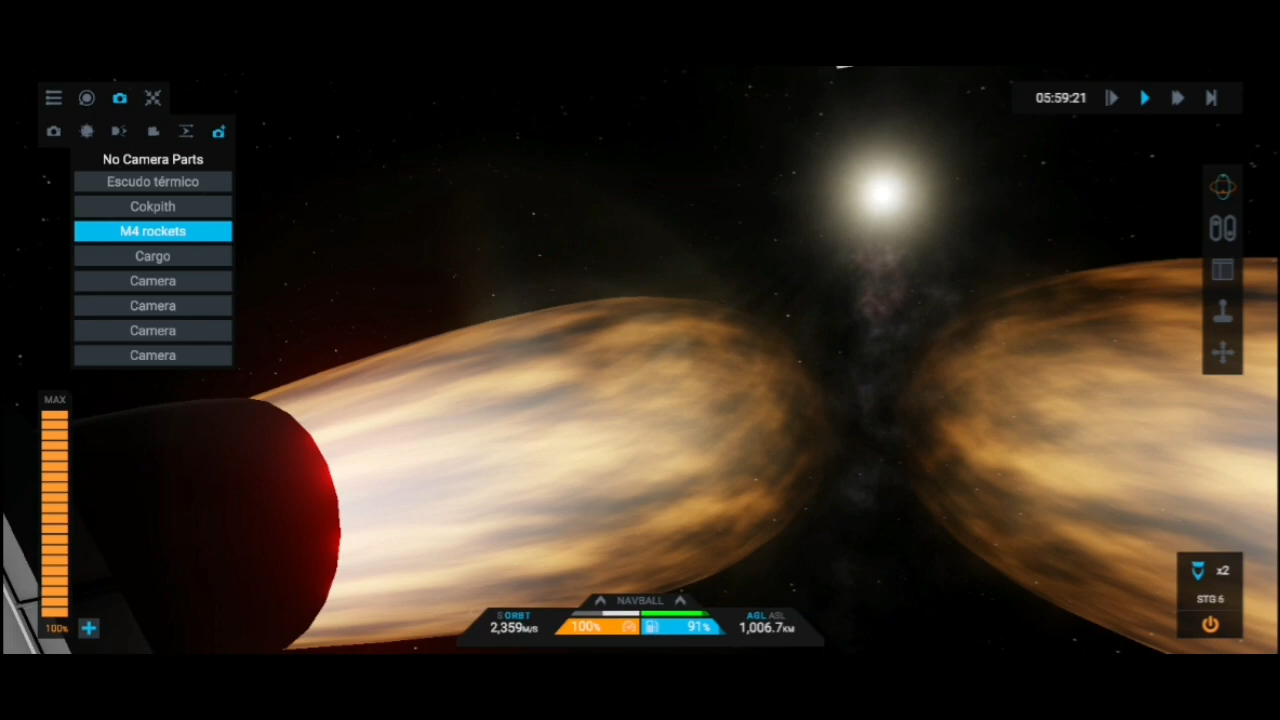 05:59:21
No Camera Parts
Escudo térmico
Cokpith
M4 rockets
Cargo
Camera
Camera
Camera
Camera
MAX
100%
NAVBALL
S ORBT
2,359M/S
100%
91%
AGL ASL
1,006.7KM
x2
STG 6